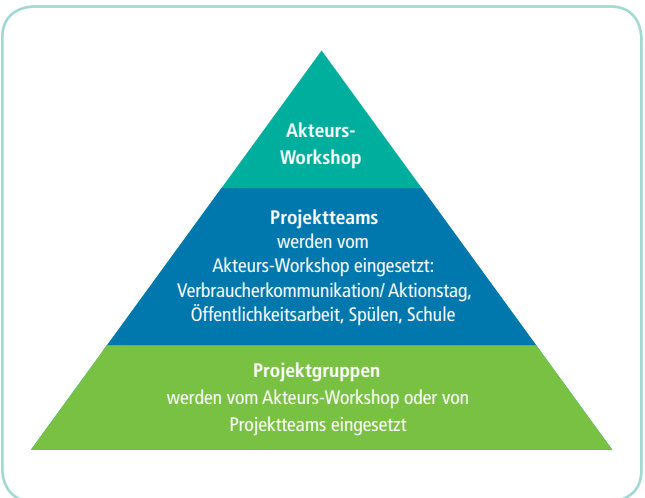 Akteurs-
Workshop
Projektteams
werden vom
Akteurs-Workshop eingesetzt:
Verbraucherkommunikation/ Aktionstag,
Öffentlichkeitsarbeit, Spülen, Schule
Projektgruppen
werden vom Akteurs-Workshop oder von
Projektteams eingesetzt